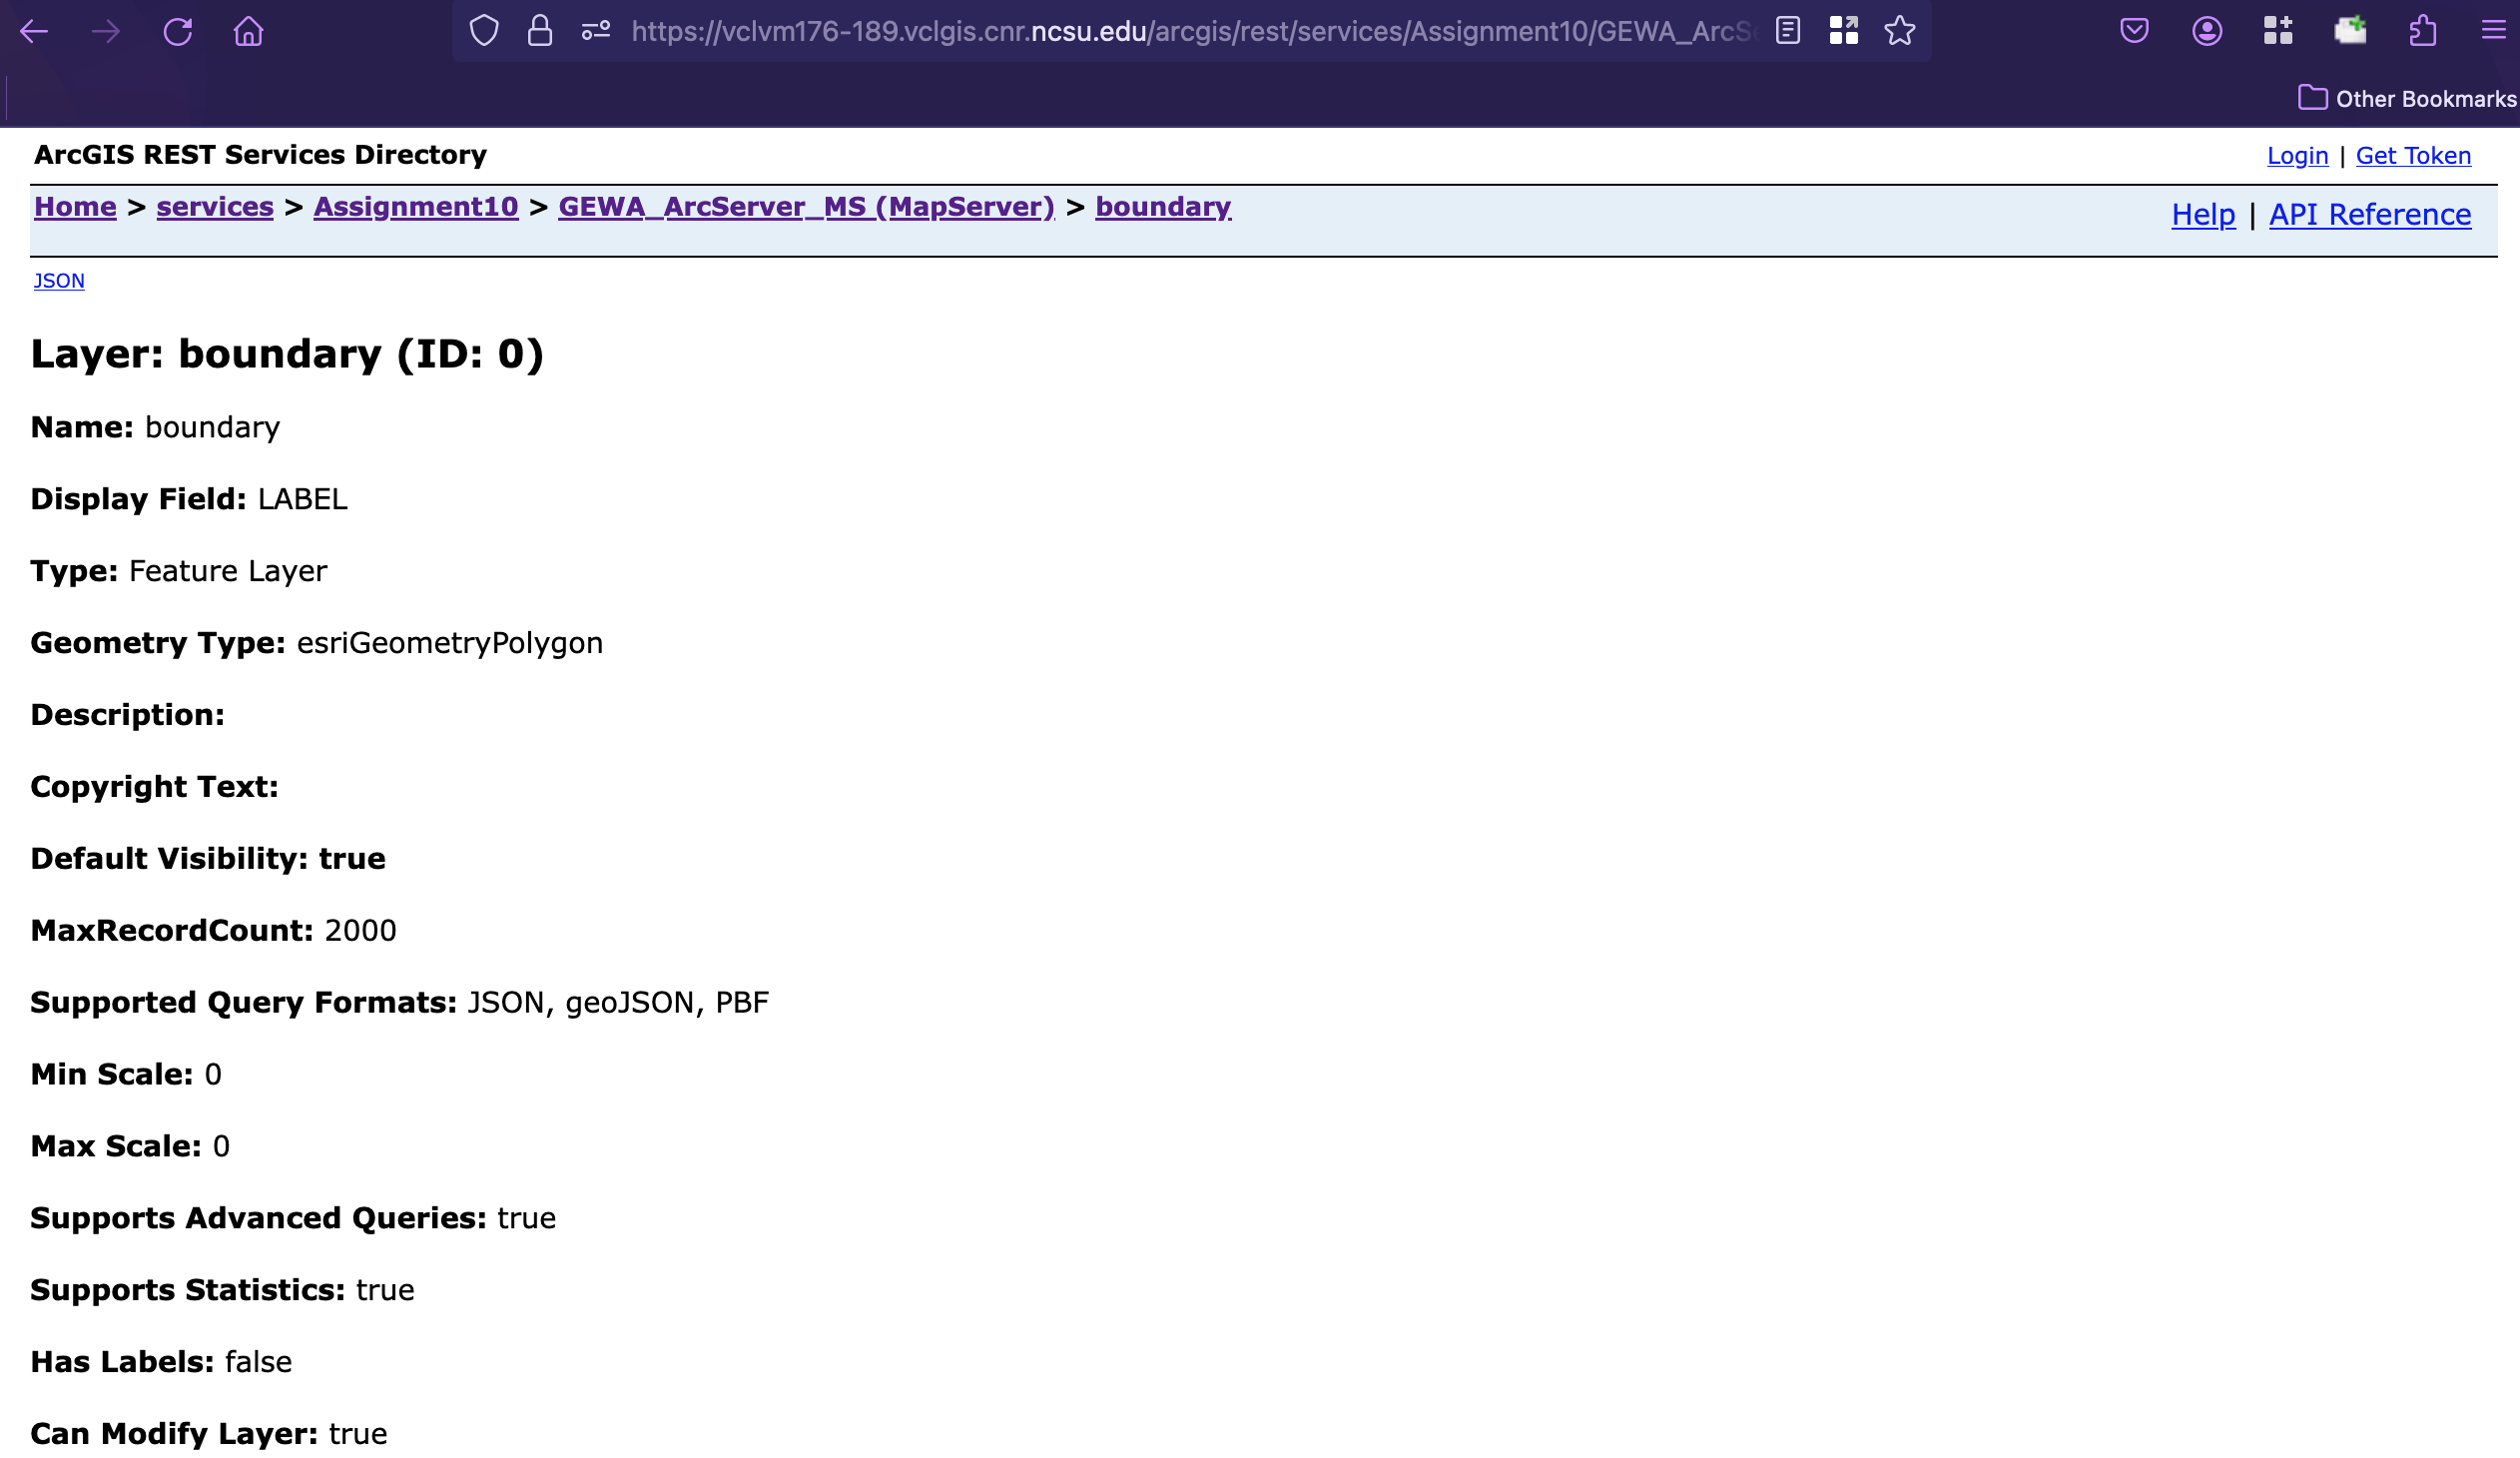 https://vclvm176-189.vclgis.cnr.ncsu.edu/arcgis/rest/services/Assignment10/GEWA_ArcSe
Other Bookmarks
ArcGIS REST Services Directory
Login | Get Token
Home > services > Assignment10 > GEWA_ArcServer_MS (MapServer) > boundary
Help | API Reference
JSON
Layer: boundary (ID: 0)
Name: boundary
Display Field: LABEL
Type: Feature Layer
Geometry Type: esriGeometryPolygon
Description:
Copyright Text:
Default Visibility: true
MaxRecordCount: 2000
Supported Query Formats: JSON, geoJSON, PBF
Min Scale: 0
Max Scale: 0
Supports Advanced Queries: true
Supports Statistics: true
Has Labels: false
Can Modify Layer: true